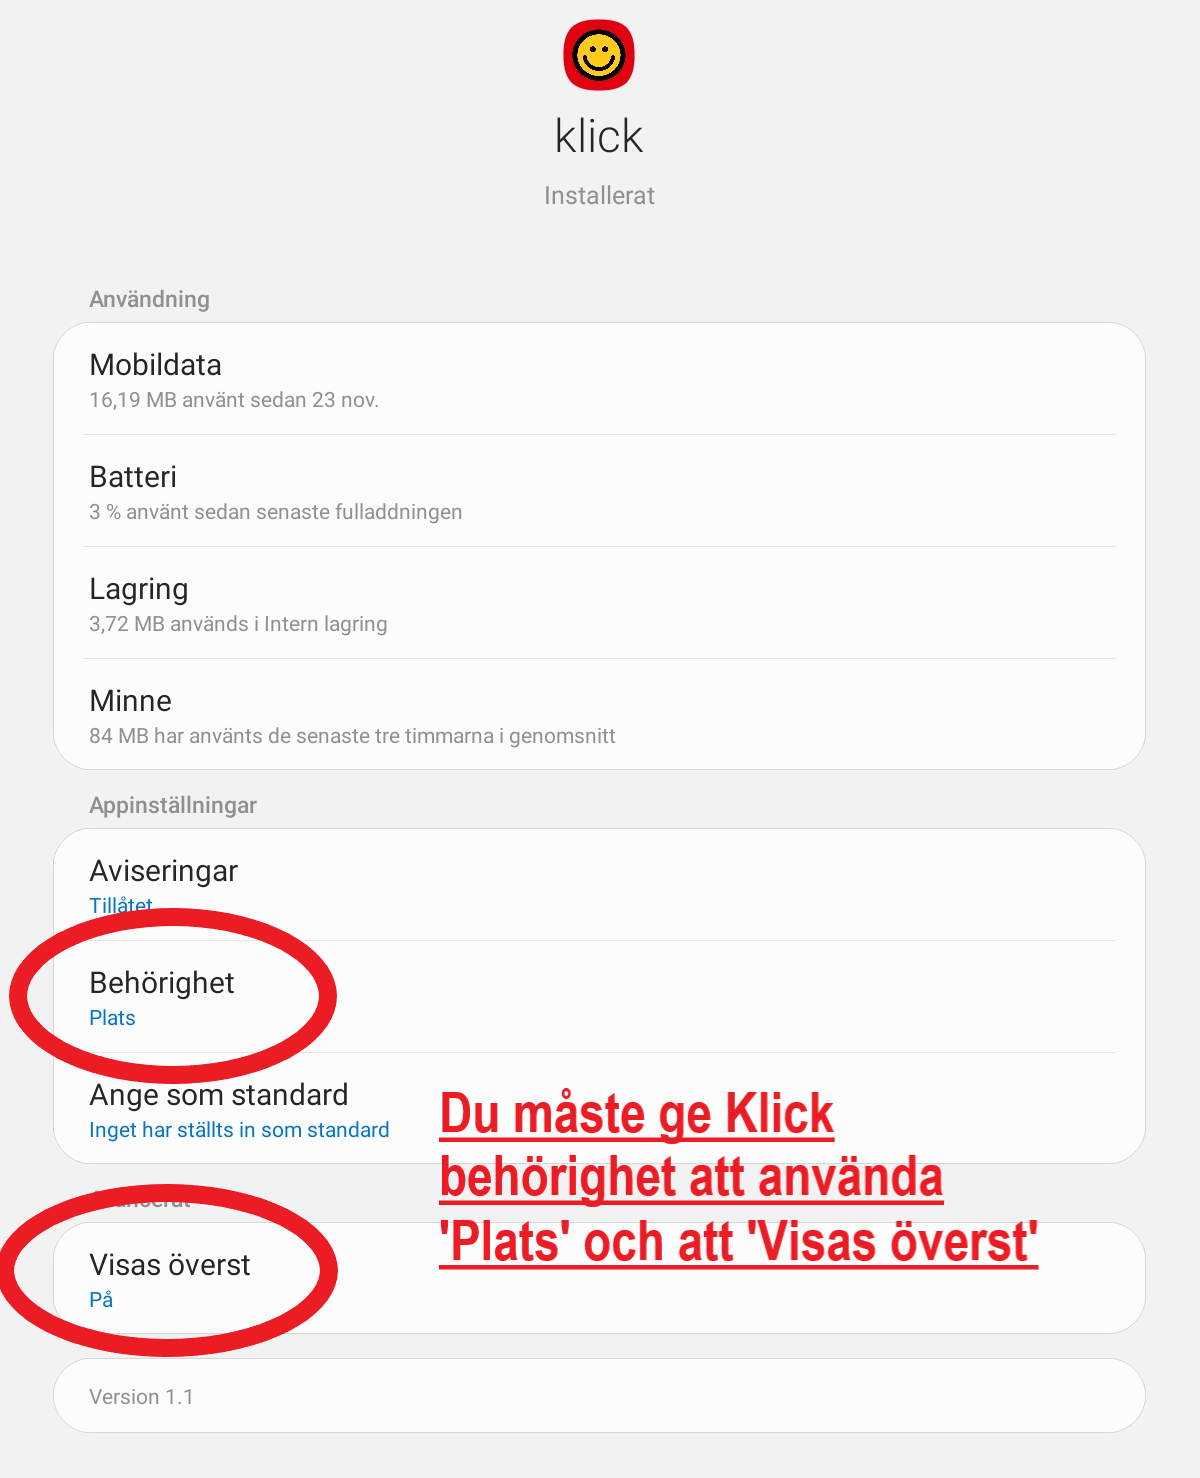 klick
Installerat
Användning
Mobildata
16,19 MB använt sedan 23 nov.
Batteri
3 % använt sedan senaste fulladdningen
Lagring
3,72 MB används i Intern lagring
Minne
84 MB har använts de senaste tre timmarna i genomsnitt
Appinställningar
Aviseringar
Tillåtet
Behörighet
Plats
Ange som standard
Inget har ställts in som standard
Du måste ge Klick
behörighet att använda
'Plats' och att 'Visas överst'
Visas överst
På
Version 1.1